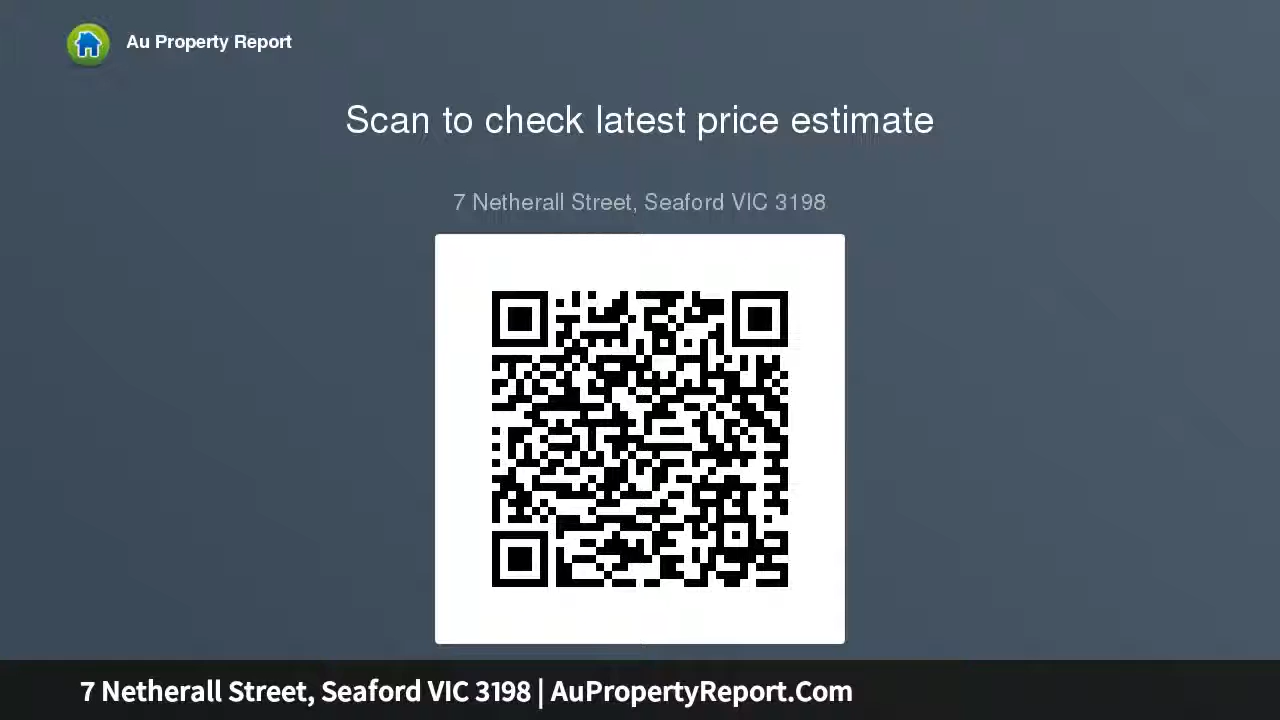 Au Property Report
Scan to check latest price estimate
7 Netherall Street, Seaford VIC 3198
7 Netherall Street, Seaford VIC 3198 | AuPropertyReport.Com